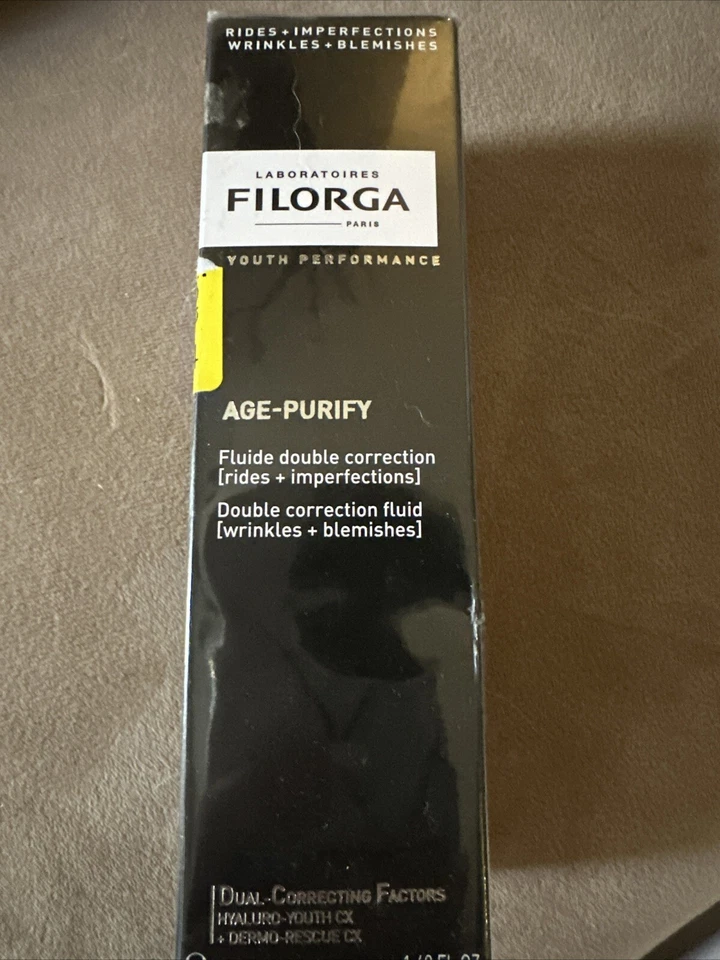 RIDES + IMPERFECTIONS
WRINKLES + BLEMISHES
LABORATOIRES
FILORGA
PARIS
YOUTH PERFORMANCE
AGE-PURIFY
Fluide double correction
[rides + imperfections]
Double correction fluid
[wrinkles + blemishes]
DUAL-CORRECTING FACTORS
HYALURO-YOUTH CX
+ DERMO-RESCUE CX